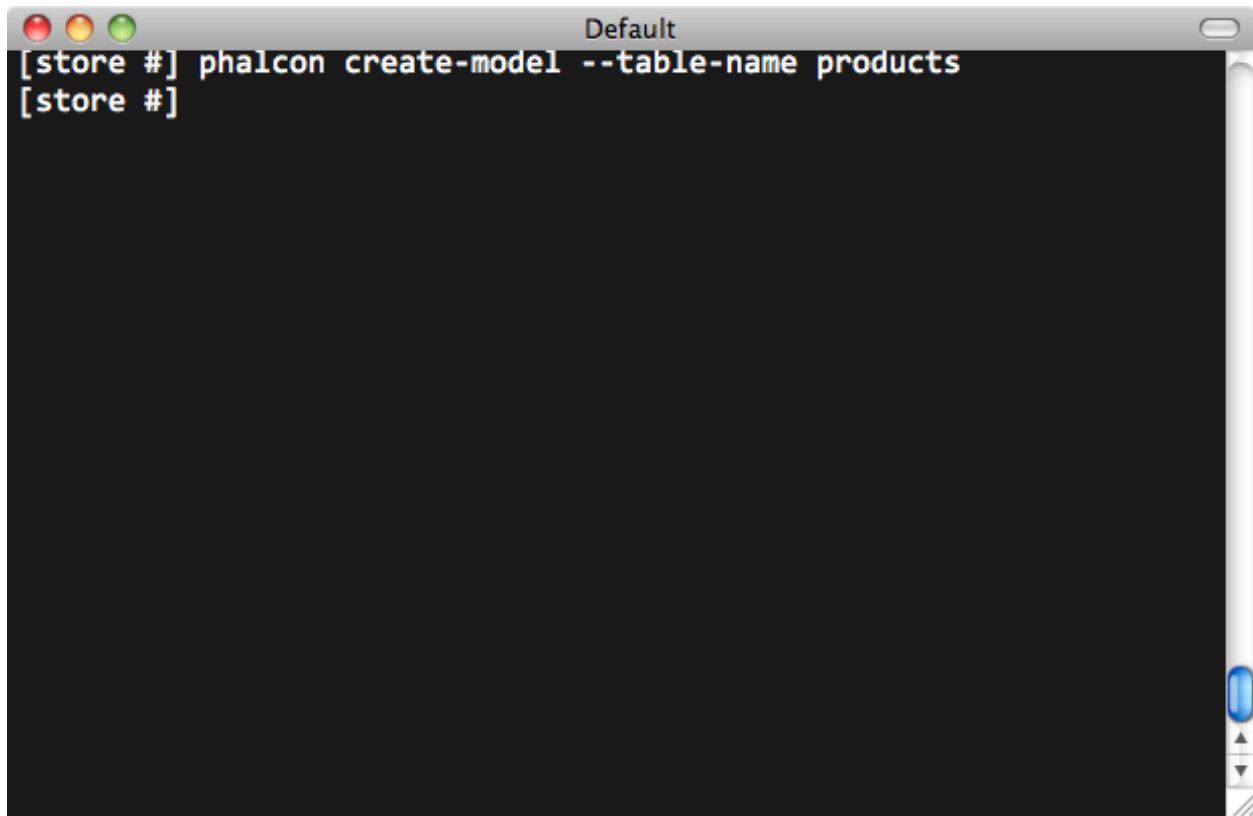 Default
[store #] phalcon create-model --table-name products
[store #]